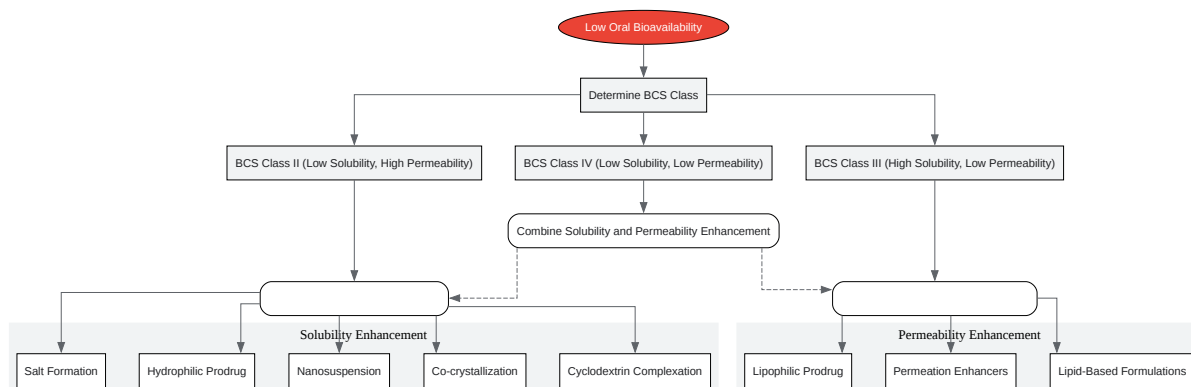 Low Oral Bioavailability
Determine BCS Class
BCS Class II (Low Solubility, High Permeability)
BCS Class IV (Low Solubility, Low Permeability)
BCS Class III (High Solubility, Low Permeability)
Combine Solubility and Permeability Enhancement
Solubility Enhancement
Permeability Enhancement
Salt Formation
Hydrophilic Prodrug
Nanosuspension
Co-crystallization
Cyclodextrin Complexation
Lipophilic Prodrug
Permeation Enhancers
Lipid-Based Formulations